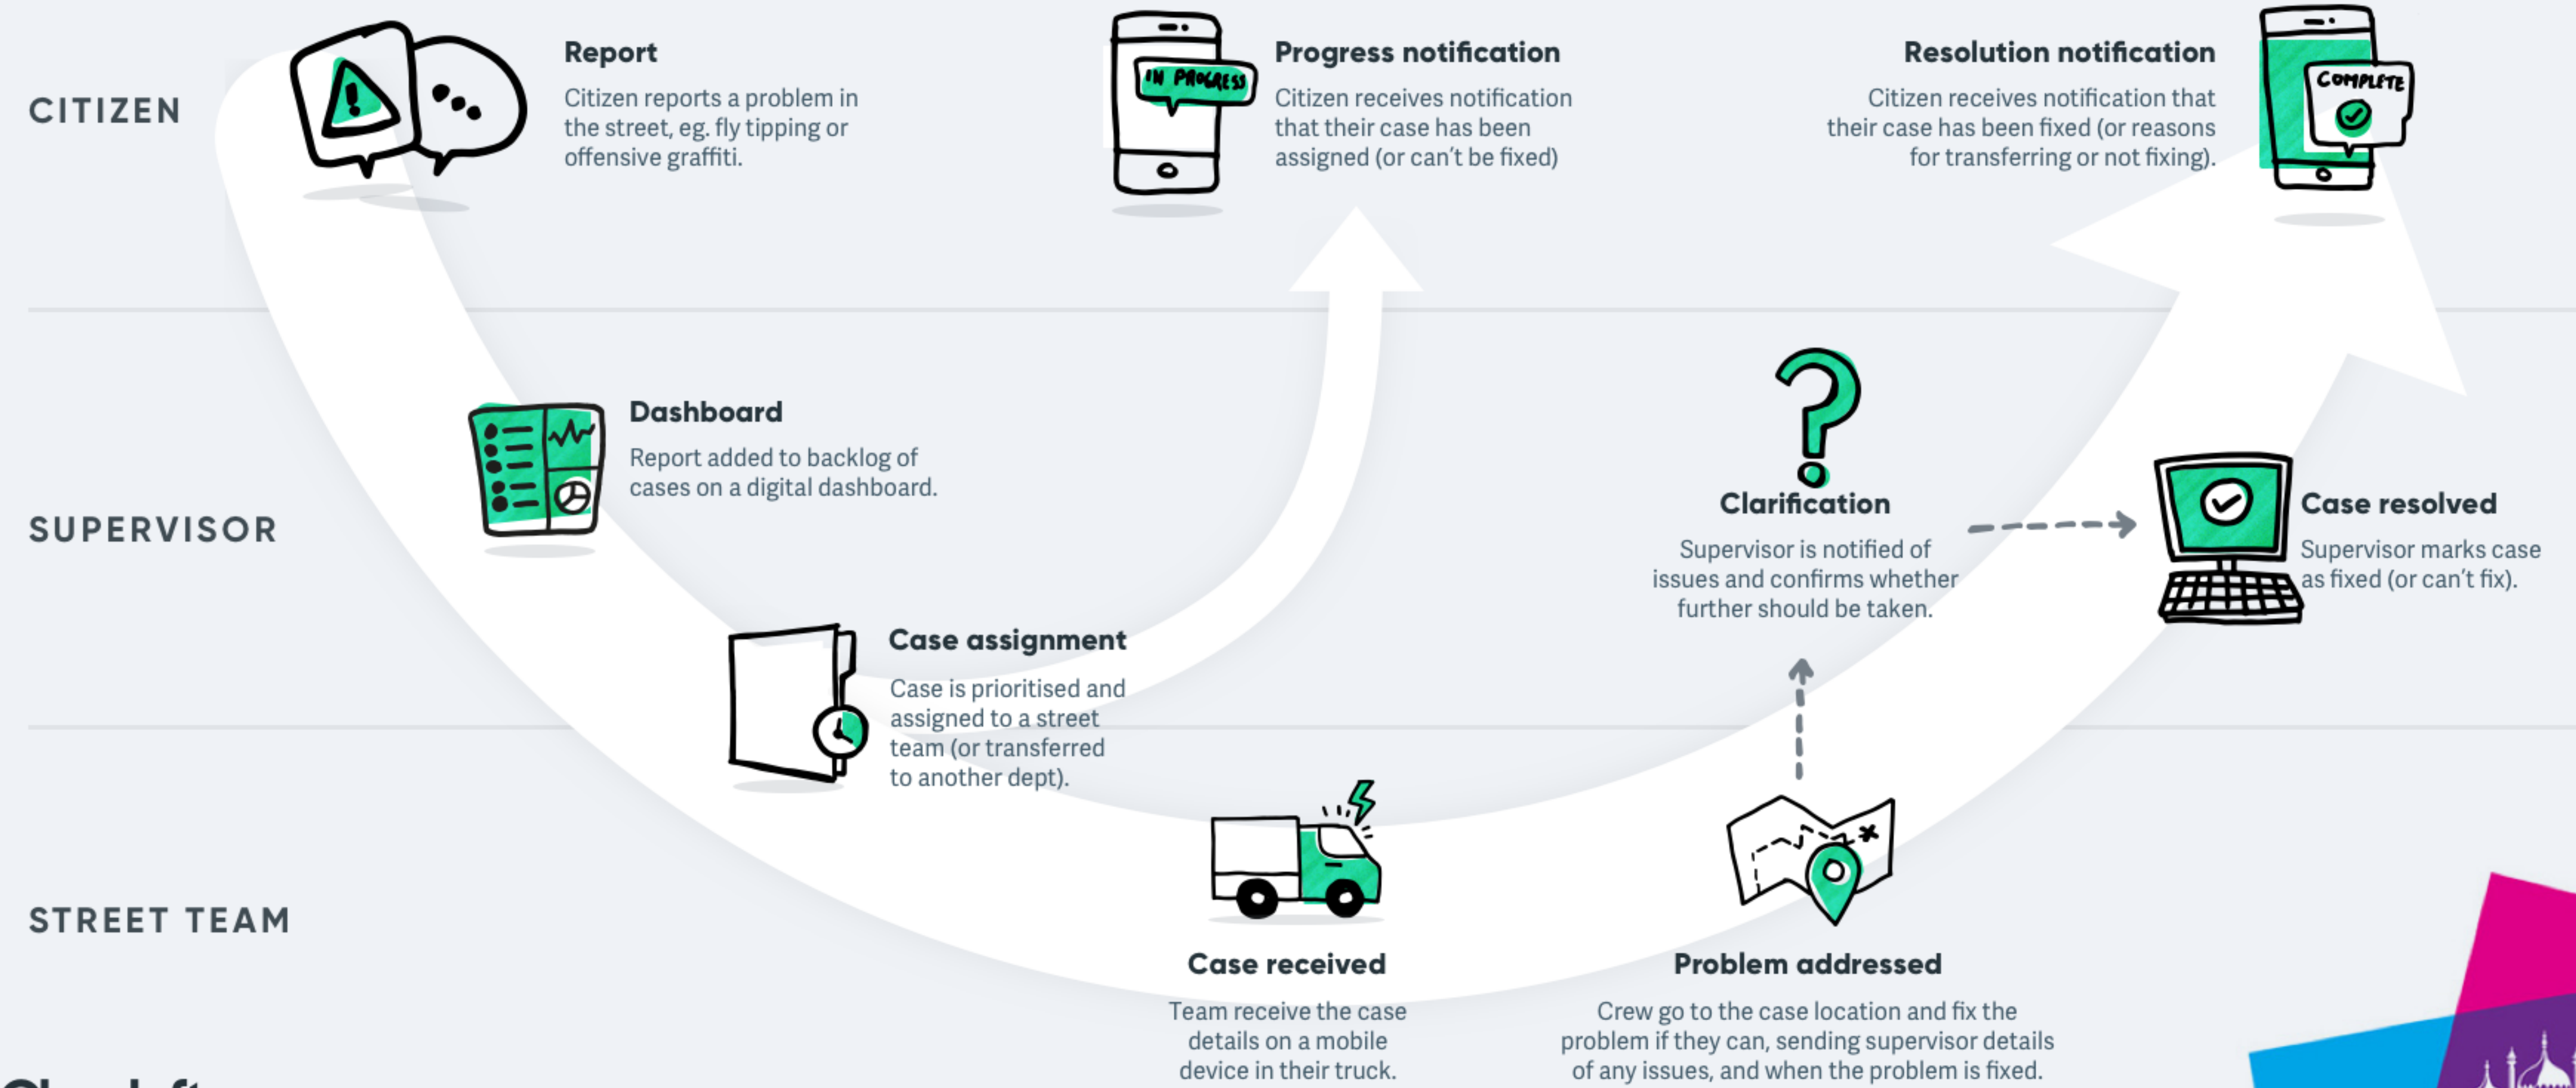 CITIZEN
Report
Citizen reports a problem in
the street, eg. fly tipping or
offensive graffiti.
IN PROGRESS
Progress notification
Citizen receives notification
that their case has been
assigned (or can't be fixed)
Resolution notification
Citizen receives notification that
their case has been fixed (or reasons
for transferring or not fixing).
COMPLETE
SUPERVISOR
Dashboard
Report added to backlog of
cases on a digital dashboard.
Case assignment
Case is prioritised and
assigned to a street
team (or transferred
to another dept).
Clarification
Supervisor is notified of
issues and confirms whether
further should be taken.
Case resolved
Supervisor marks case
as fixed (or can't fix).
STREET TEAM
Case received
Team receive the case
details on a mobile
device in their truck.
Problem addressed
Crew go to the case location and fix the
problem if they can, sending supervisor details
of any issues, and when the problem is fixed.